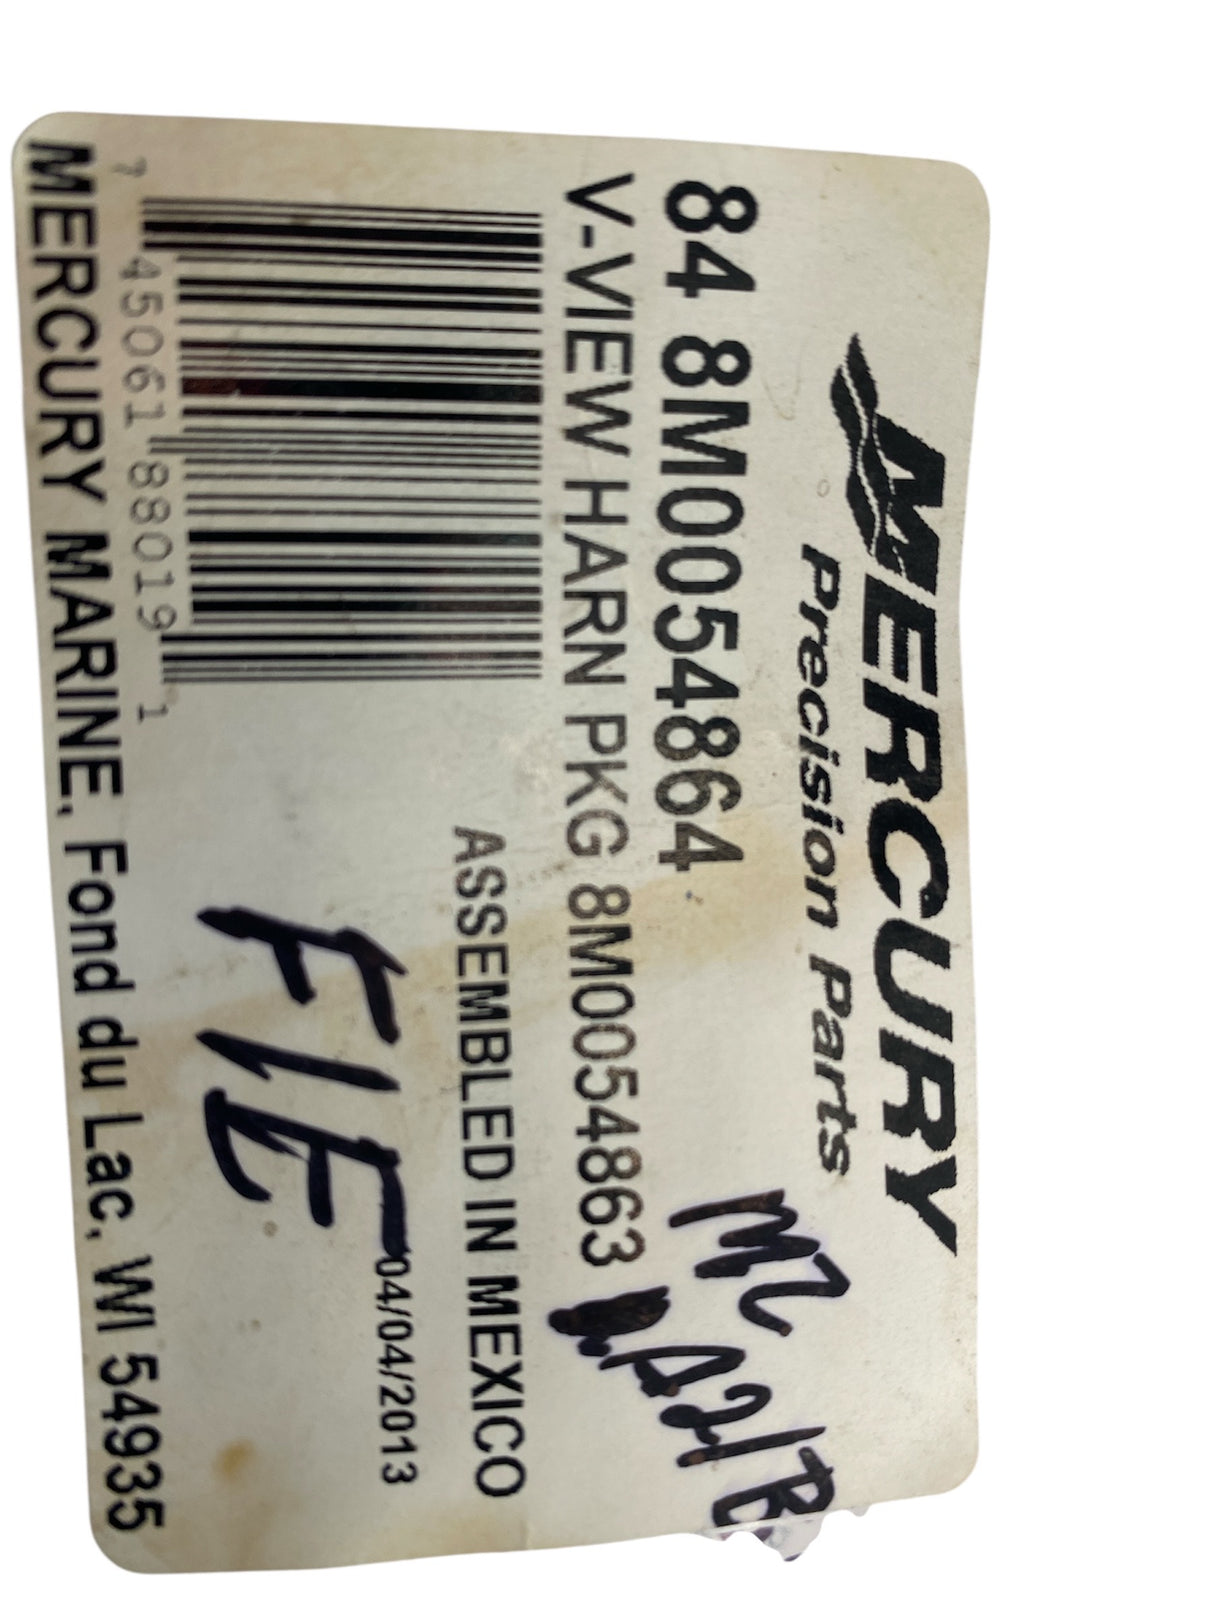 MERCURY
Precision Parts
84 8M0054864
V-VIEW HARN PKG 8M0054863
7 45061 88019 1
ASSEMBLED IN MEXICO
04/04/2013
FIE
MERCURY MARINE, Fond du Lac, WI 54935